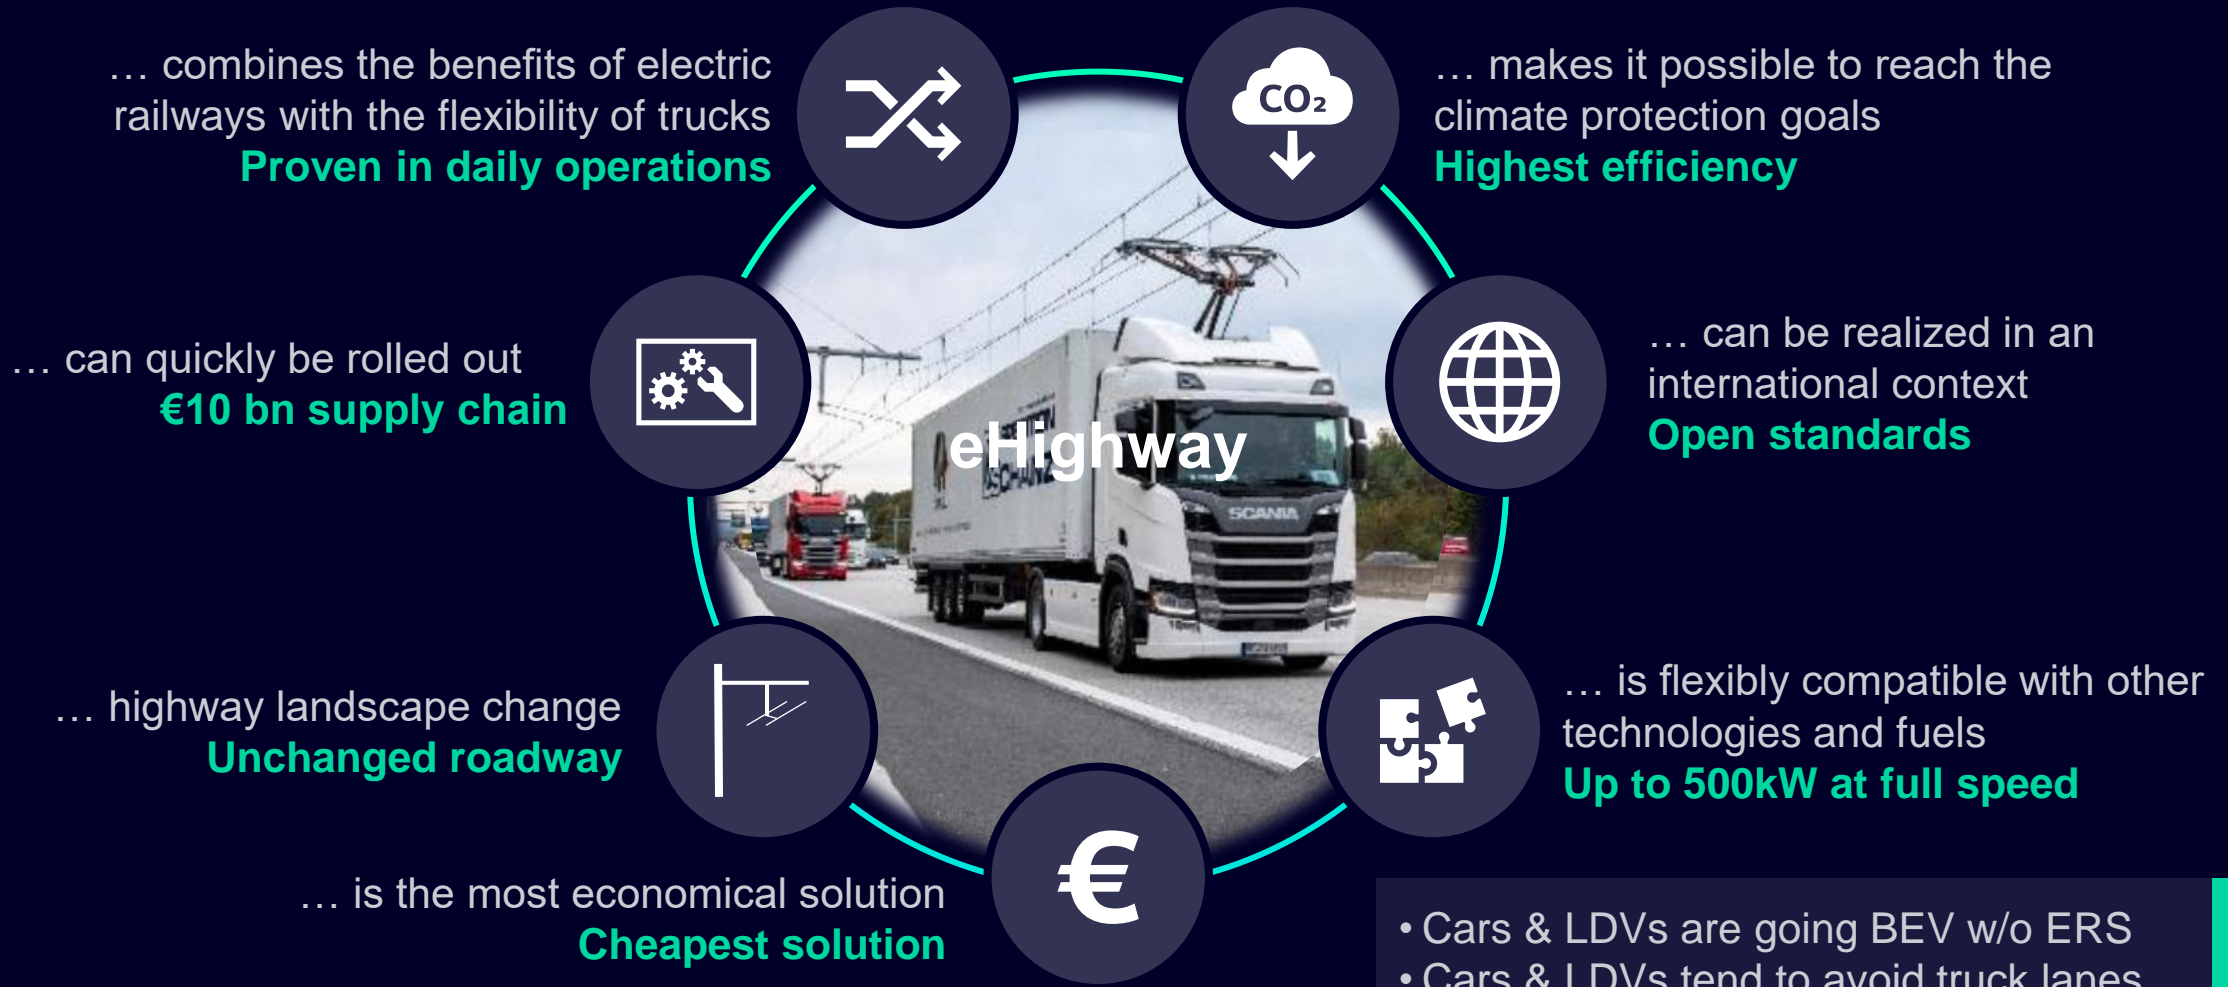 … combines the benefits of electric
railways with the flexibility of trucks
Proven in daily operations
CO₂
… makes it possible to reach the
climate protection goals
Highest efficiency
… can quickly be rolled out
€10 bn supply chain
… can be realized in an
international context
Open standards
eHighway
SCANIA
… highway landscape change
Unchanged roadway
… is flexibly compatible with other
technologies and fuels
Up to 500kW at full speed
… is the most economical solution
Cheapest solution
€
• Cars & LDVs are going BEV w/o ERS
• Cars & LDVs tend to avoid truck lanes